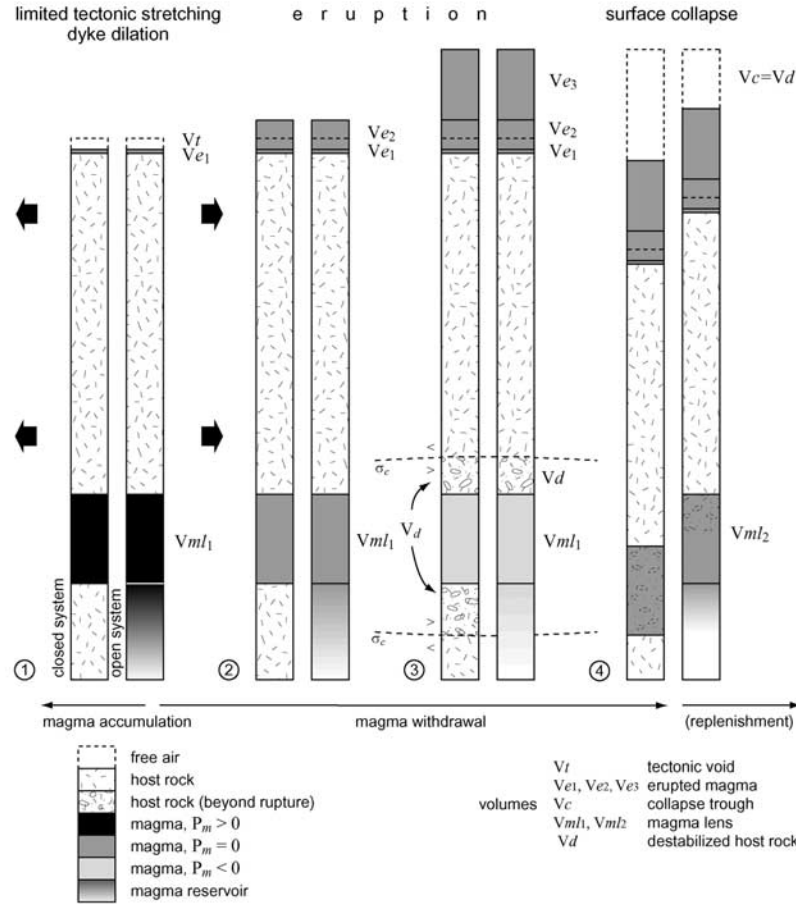 limited tectonic stretching
dyke dilation
e r u p t i o n
surface collapse
Vt
Ve1
Ve2
Ve1
Ve3
Ve2
Ve1
Vc=Vd
σc
<
>
Vd
Vd
Vml1
Vml1
Vml1
Vml2
σc
>
<
closed system
open system
1
2
3
4
magma accumulation
magma withdrawal
(replenishment)
free air
host rock
host rock (beyond rupture)
magma, Pm > 0
magma, Pm = 0
magma, Pm < 0
magma reservoir
volumes
Vt tectonic void
Ve1, Ve2, Ve3 erupted magma
Vc collapse trough
Vml1, Vml2 magma lens
Vd destabilized host rock